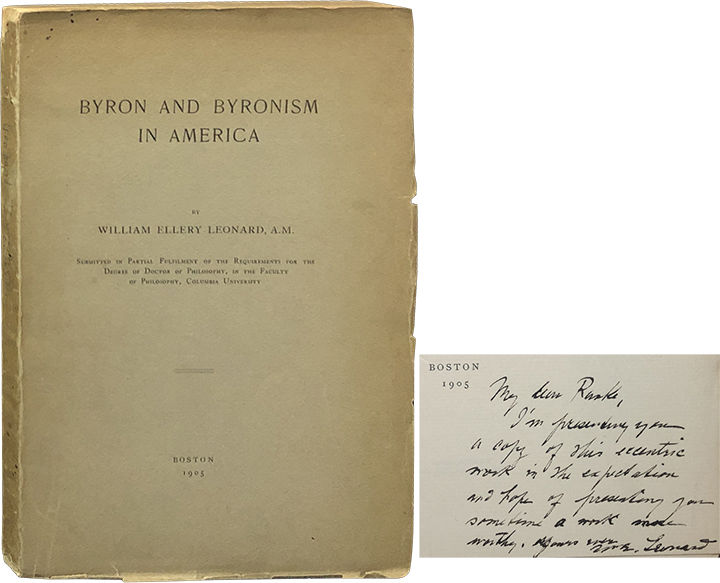 BYRON AND BYRONISM
IN AMERICA
BY
WILLIAM ELLERY LEONARD, A.M.
Submitted in Partial Fulfilment of the Requirements for the
Degree of Doctor of Philosophy, in the Faculty
of Philosophy, Columbia University
BOSTON
1905
BOSTON
1905
My dear Ranke,
I'm presenting you
a copy of this eccentric
work in the expectation
and hope of presenting you
sometime a work more
worthy. Yours ever
W. E. Leonard